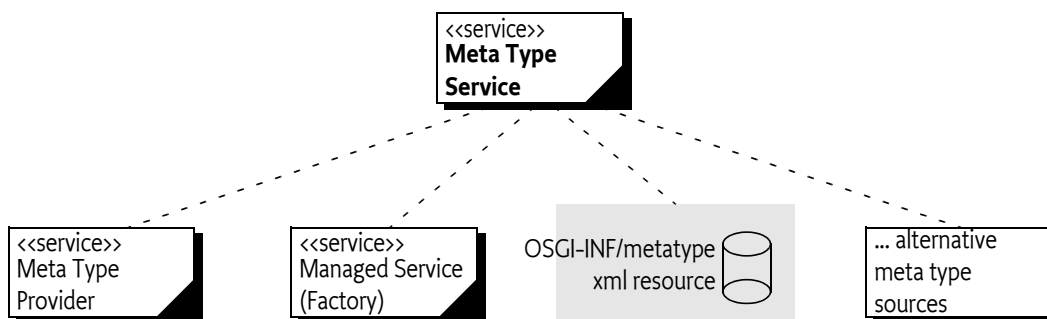 <<service>>
Meta Type
Service
<<service>>
Meta Type
Provider
<<service>>
Managed Service
(Factory)
OSGI-INF/metatype
xml resource
... alternative
meta type
sources